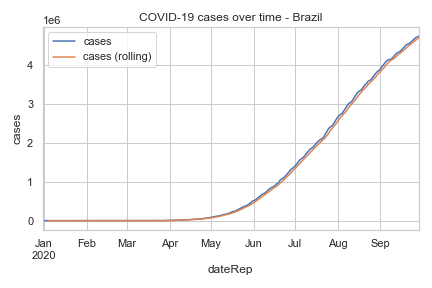 COVID-19 cases over time - Brazil
1e6
cases
cases (rolling)
4
3
2
1
0
cases
Jan Feb Mar Apr May Jun Jul Aug Sep
2020
dateRep